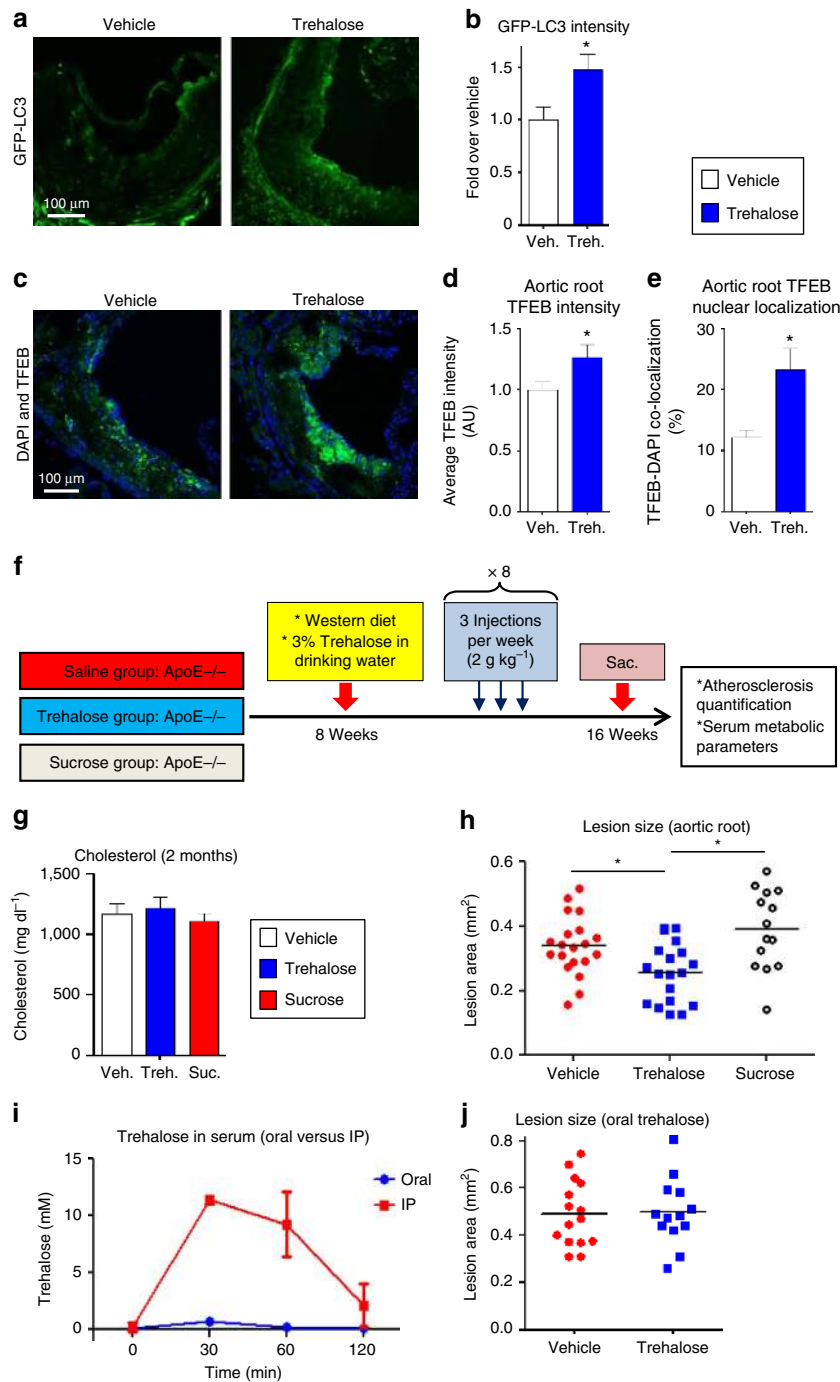 a
Vehicle
Trehalose
GFP-LC3
100 µm
b
GFP-LC3 intensity
Fold over vehicle
1.5
1.0
0.5
0
*
Veh. Treh.
Vehicle
Trehalose
c
Vehicle
Trehalose
DAPI and TFEB
100 µm
d
Aortic root
TFEB intensity
Average TFEB intensity
(AU)
1.5
1.0
0.5
0.0
*
Veh. Treh.
e
Aortic root TFEB
nuclear localization
TFEB-DAPI co-localization
(%)
30
20
10
0
*
Veh. Treh.
f
Saline group: ApoE–/–
Trehalose group: ApoE–/–
Sucrose group: ApoE–/–
* Western diet
* 3% Trehalose in
drinking water
8 Weeks
× 8
3 Injections
per week
(2 g kg⁻¹)
Sac.
16 Weeks
*Atherosclerosis
quantification
*Serum metabolic
parameters
g
Cholesterol (2 months)
Cholesterol (mg dl⁻¹)
1,500
1,000
500
0
Veh. Treh. Suc.
Vehicle
Trehalose
Sucrose
h
Lesion size (aortic root)
Lesion area (mm²)
0.6
0.4
0.2
0.0
*
*
Vehicle Trehalose Sucrose
i
Trehalose in serum (oral versus IP)
Trehalose (mM)
15
10
5
0
0 30 60 120
Time (min)
Oral
IP
j
Lesion size (oral trehalose)
Lesion area (mm²)
0.8
0.6
0.4
0.2
0.0
Vehicle Trehalose